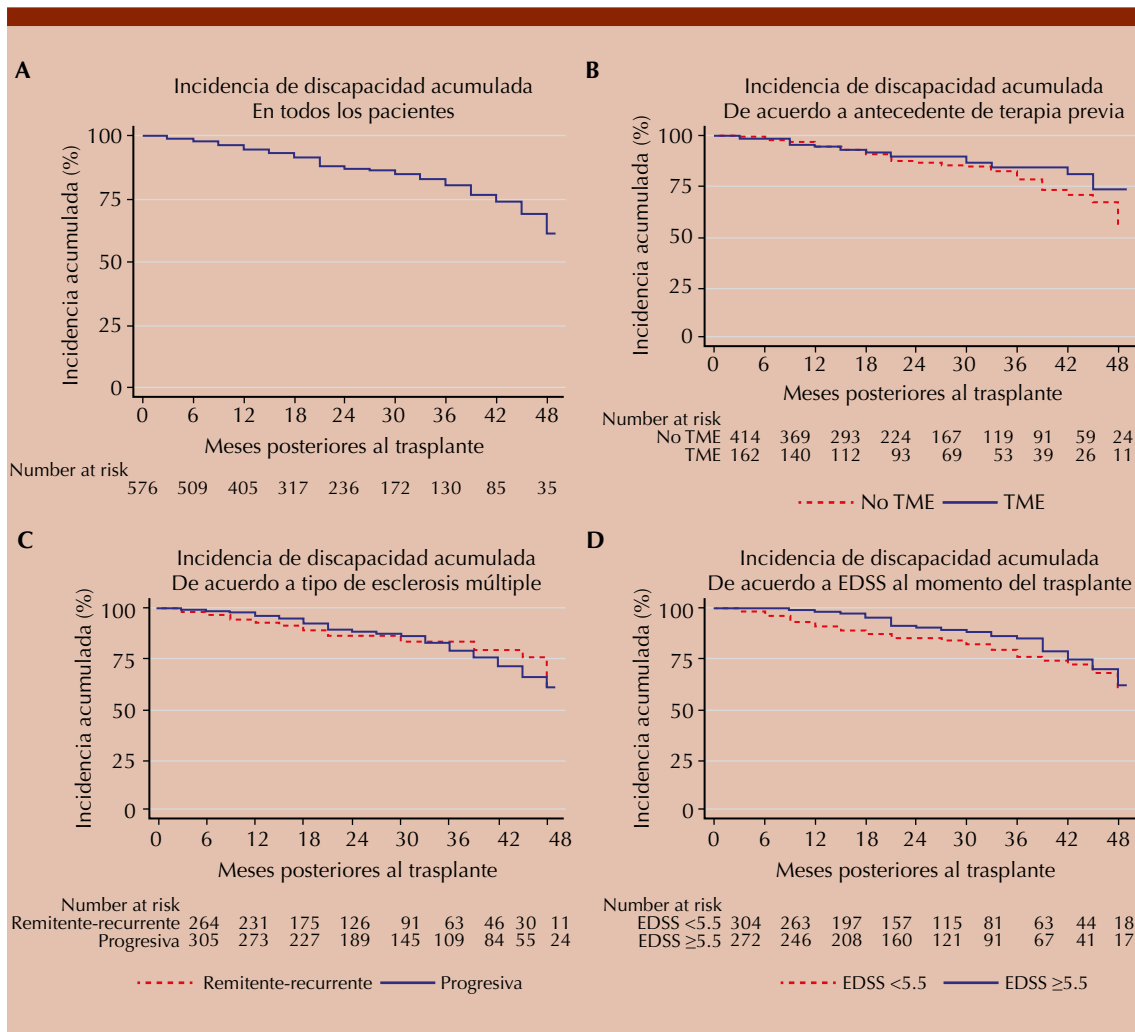 A
Incidencia de discapacidad acumulada
En todos los pacientes
Incidencia acumulada (%)
100
75
50
25
0
0 6 12 18 24 30 36 42 48
Meses posteriores al trasplante
Number at risk
576 509 405 317 236 172 130 85 35
B
Incidencia de discapacidad acumulada
De acuerdo a antecedente de terapia previa
Incidencia acumulada (%)
100
75
50
25
0
0 6 12 18 24 30 36 42 48
Meses posteriores al trasplante
Number at risk
No TME 414 369 293 224 167 119 91 59 24
TME 162 140 112 93 69 53 39 26 11
No TME TME
C
Incidencia de discapacidad acumulada
De acuerdo a tipo de esclerosis múltiple
Incidencia acumulada (%)
100
75
50
25
0
0 6 12 18 24 30 36 42 48
Meses posteriores al trasplante
Number at risk
Remitente-recurrente 264 231 175 126 91 63 46 30 11
Progresiva 305 273 227 189 145 109 84 55 24
Remitente-recurrente Progresiva
D
Incidencia de discapacidad acumulada
De acuerdo a EDSS al momento del trasplante
Incidencia acumulada (%)
100
75
50
25
0
0 6 12 18 24 30 36 42 48
Meses posteriores al trasplante
Number at risk
EDSS <5.5 304 263 197 157 115 81 63 44 18
EDSS ≥5.5 272 246 208 160 121 91 67 41 17
EDSS <5.5 EDSS ≥5.5